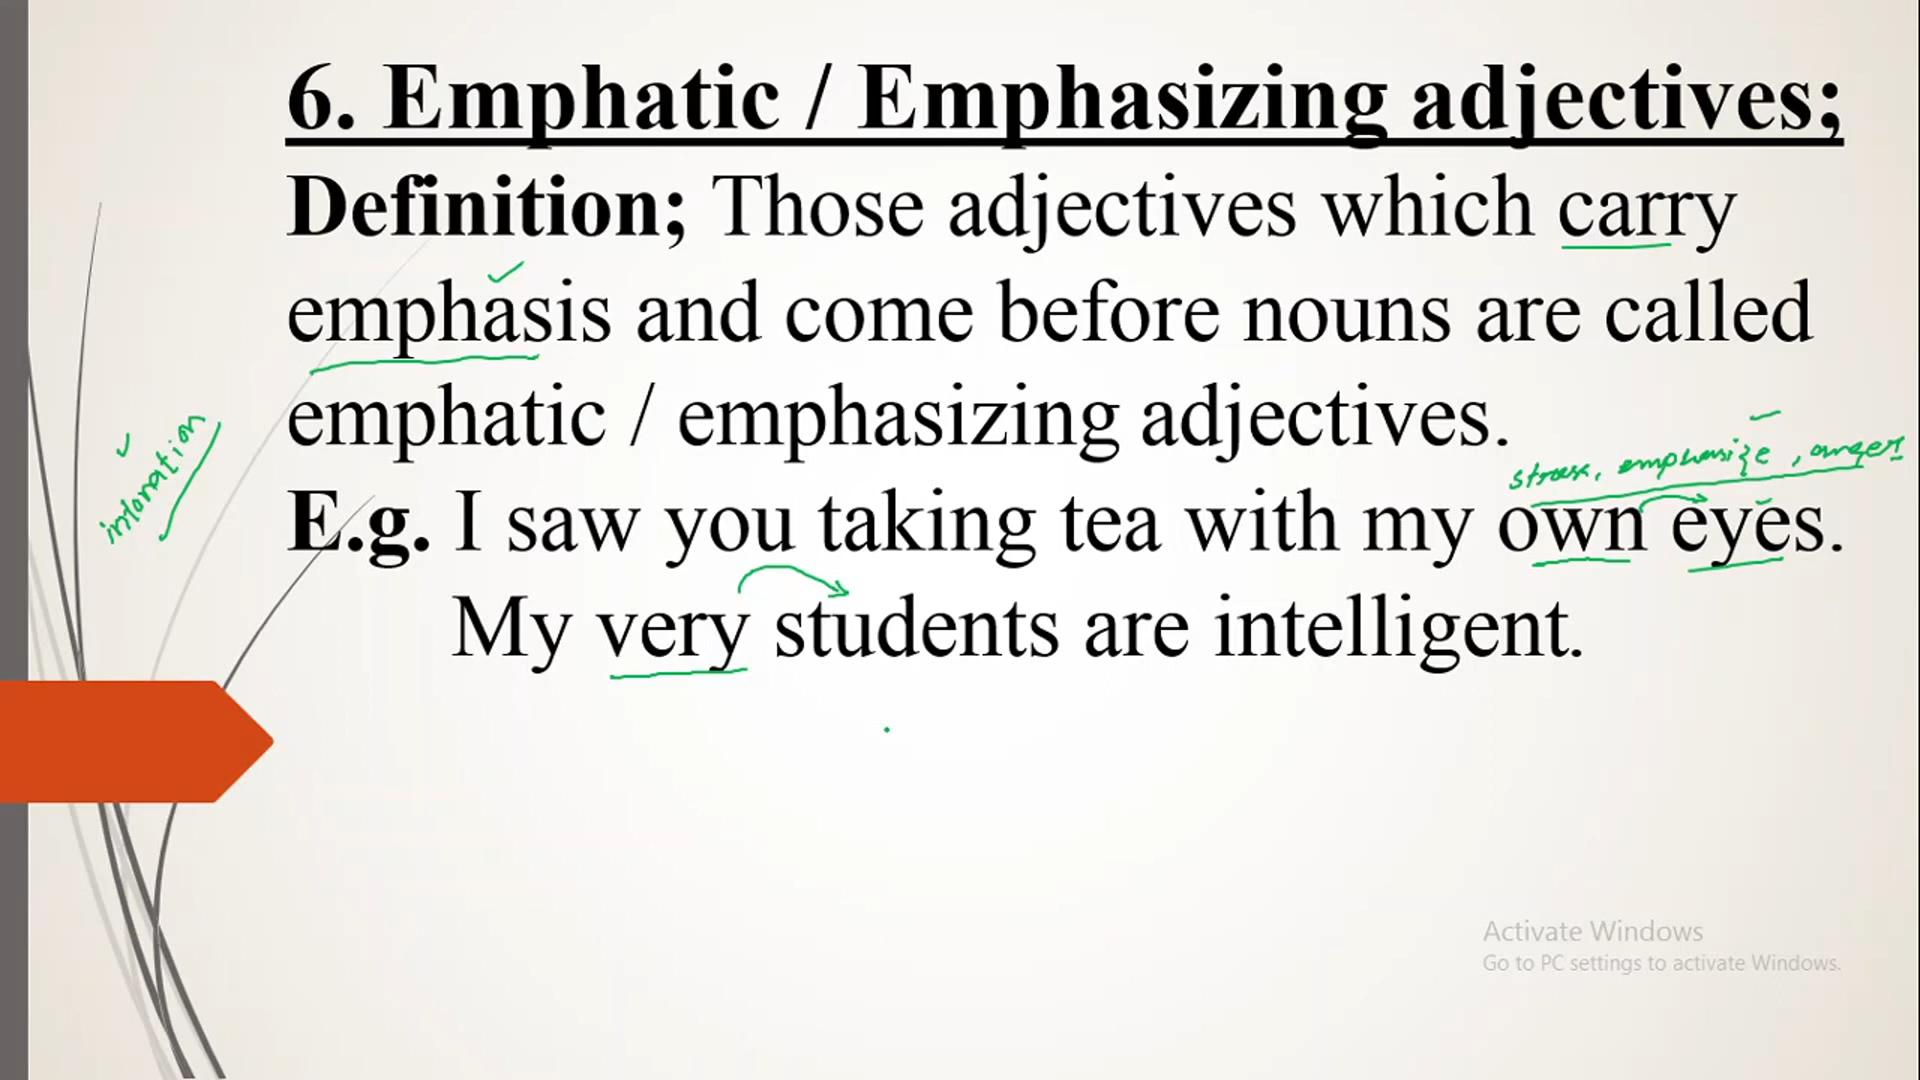 6. Emphatic / Emphasizing adjectives;
Definition; Those adjectives which carry
emphasis and come before nouns are called
emphatic / emphasizing adjectives.
intonation
stress, emphasize, anger
E.g. I saw you taking tea with my own eyes.
My very students are intelligent.
Activate Windows
Go to PC settings to activate Windows.